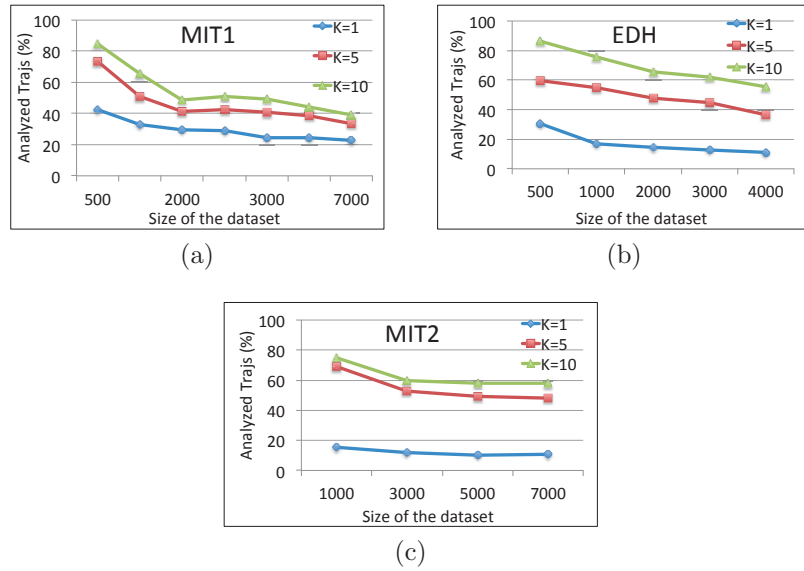 MIT1
K=1
K=5
K=10
100
80
60
40
20
0
Analyzed Trajs (%)
500 2000 3000 7000
Size of the dataset
(a)
EDH
K=1
K=5
K=10
100
80
60
40
20
0
Analyzed Trajs (%)
500 1000 2000 3000 4000
Size of the dataset
(b)
MIT2
K=1
K=5
K=10
100
80
60
40
20
0
Analyzed Trajs (%)
1000 3000 5000 7000
Size of the dataset
(c)